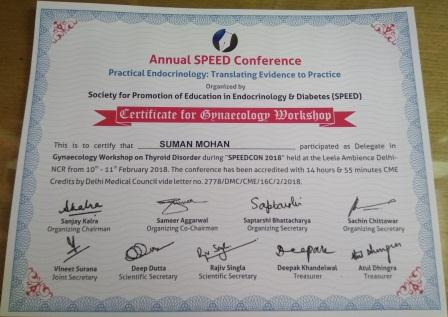 Annual SPEED Conference
Practical Endocrinology: Translating Evidence to Practice
Organized by
Society for Promotion of Education in Endocrinology & Diabetes (SPEED)
Certificate for Gynaecology Workshop
This is to certify that SUMAN MOHAN participated as Delegate in
Gynaecology Workshop on Thyroid Disorder during "SPEEDCON 2018" held at the Leela Ambience Delhi-
NCR from 10th - 11th February 2018. The conference has been accredited with 14 hours & 55 minutes CME
Credits by Delhi Medical Council vide letter no. 2778/DMC/CME/16C/2/2018.
Sanjay Kalra Sameer Aggarwal Saptarshi Bhattacharya Sachin Chittawar
Organizing Chairman Organizing Co-Chairman Organizing Secretary Organizing Secretary
Vineet Surana Deep Dutta Rajiv Singla Deepak Khandelwal Atul Dhingra
Joint Secretary Scientific Secretary Scientific Secretary Treasurer Treasurer